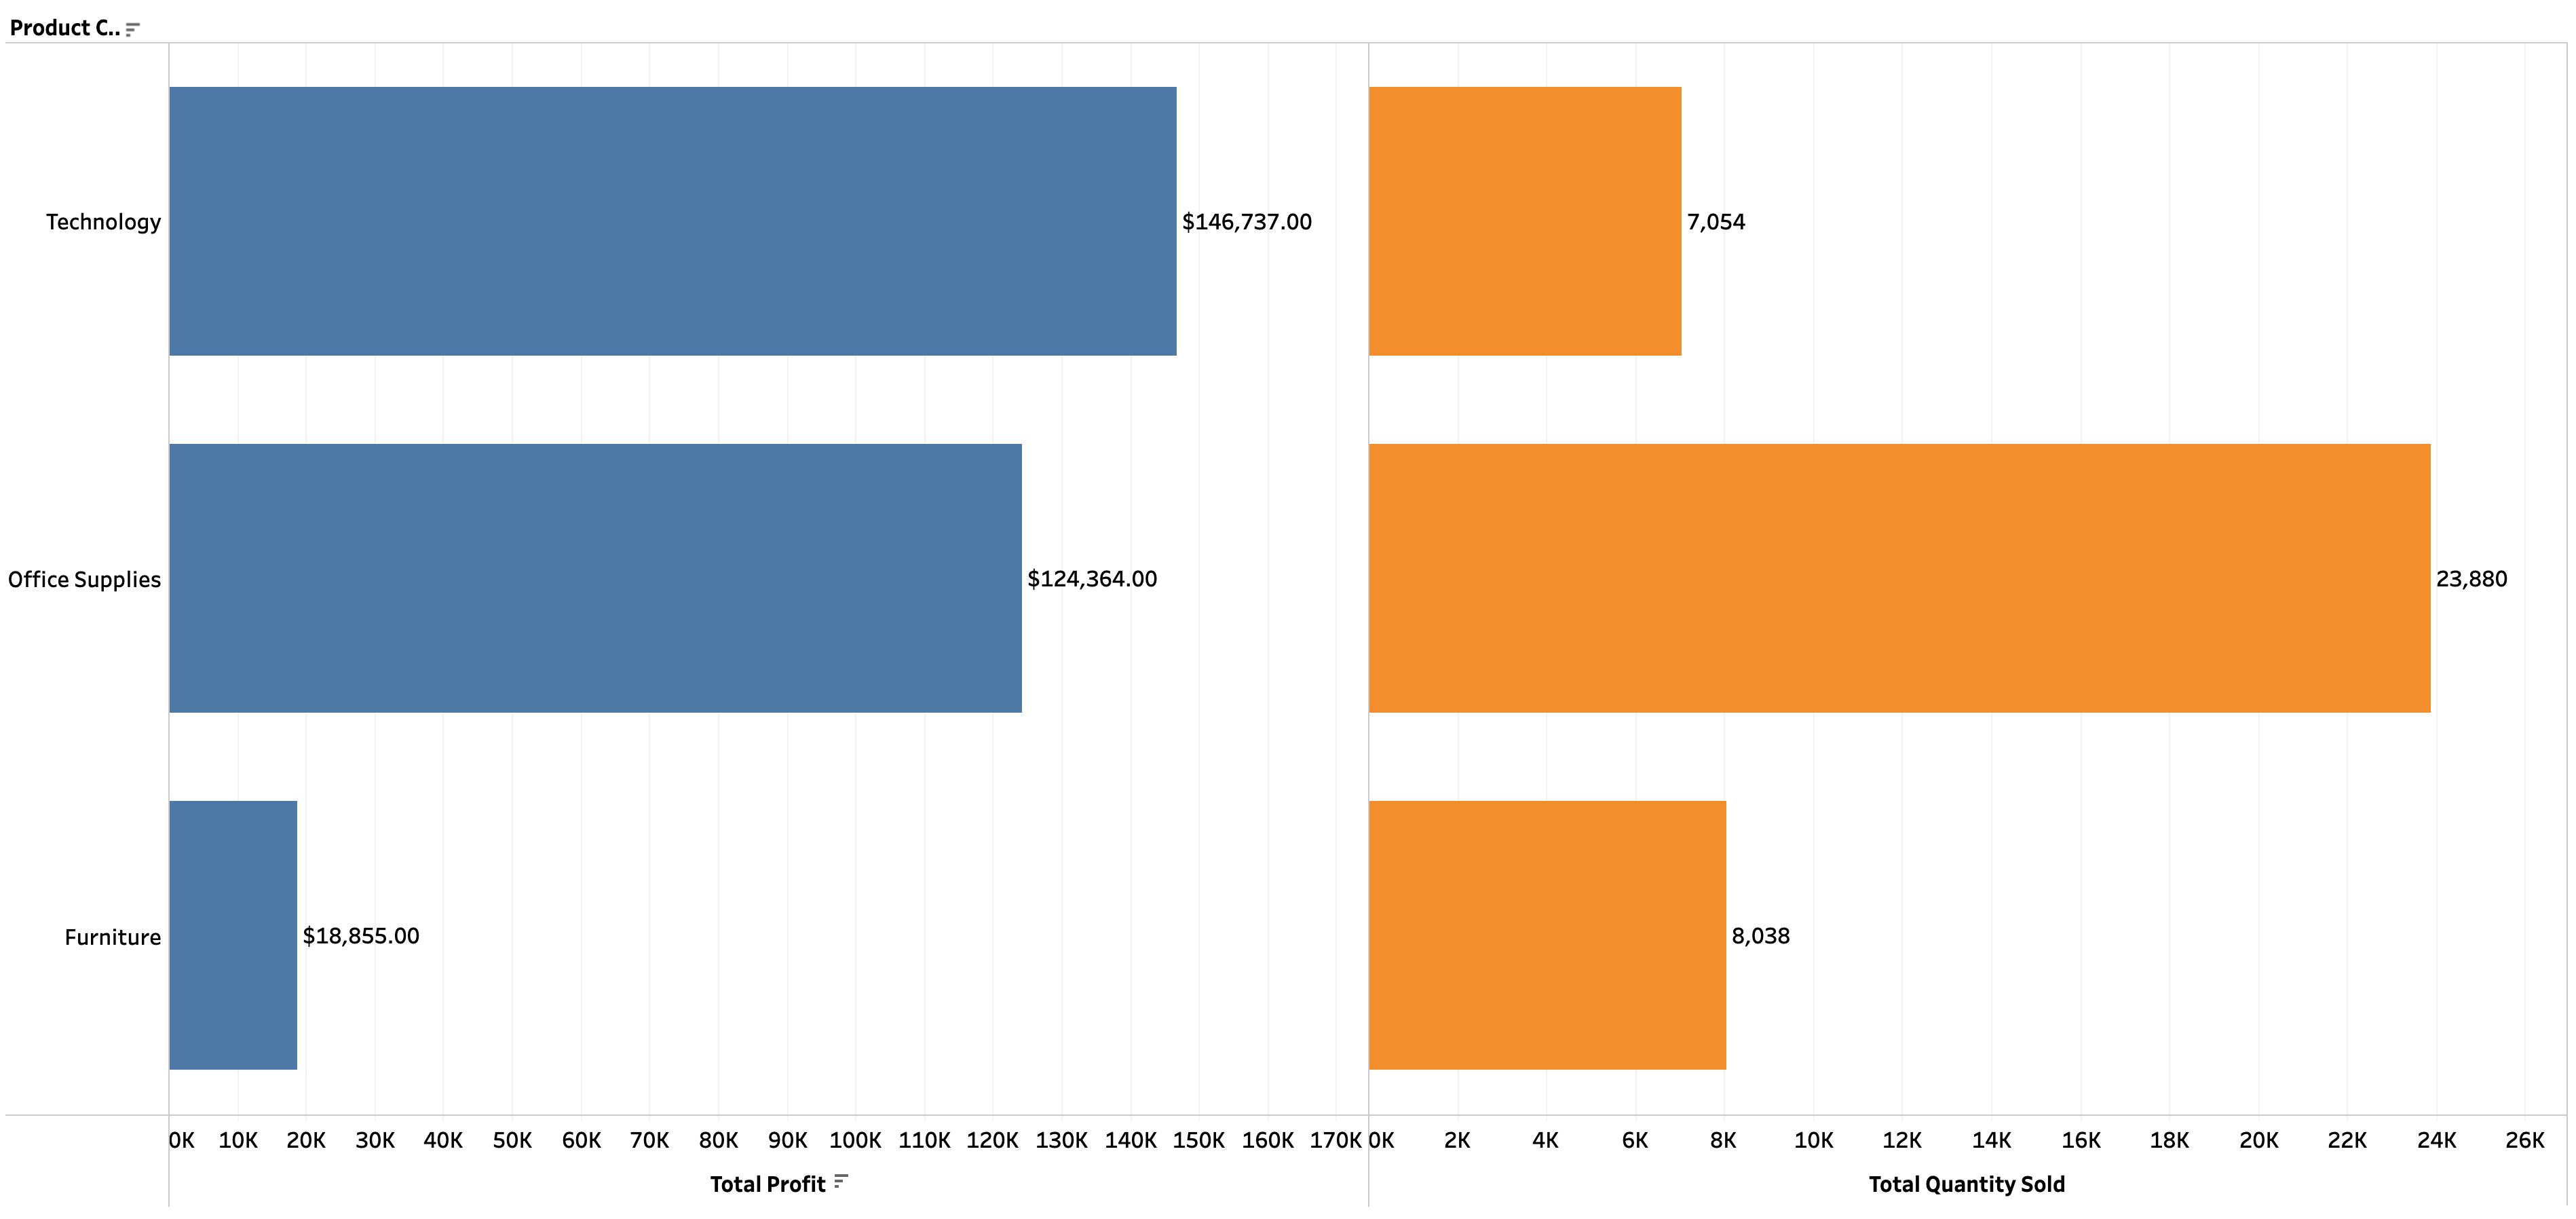 Product C..
Technology
$146,737.00
7,054
Office Supplies
$124,364.00
23,880
Furniture
$18,855.00
8,038
0K 10K 20K 30K 40K 50K 60K 70K 80K 90K 100K 110K 120K 130K 140K 150K 160K 170K
0K 2K 4K 6K 8K 10K 12K 14K 16K 18K 20K 22K 24K 26K
Total Profit
Total Quantity Sold